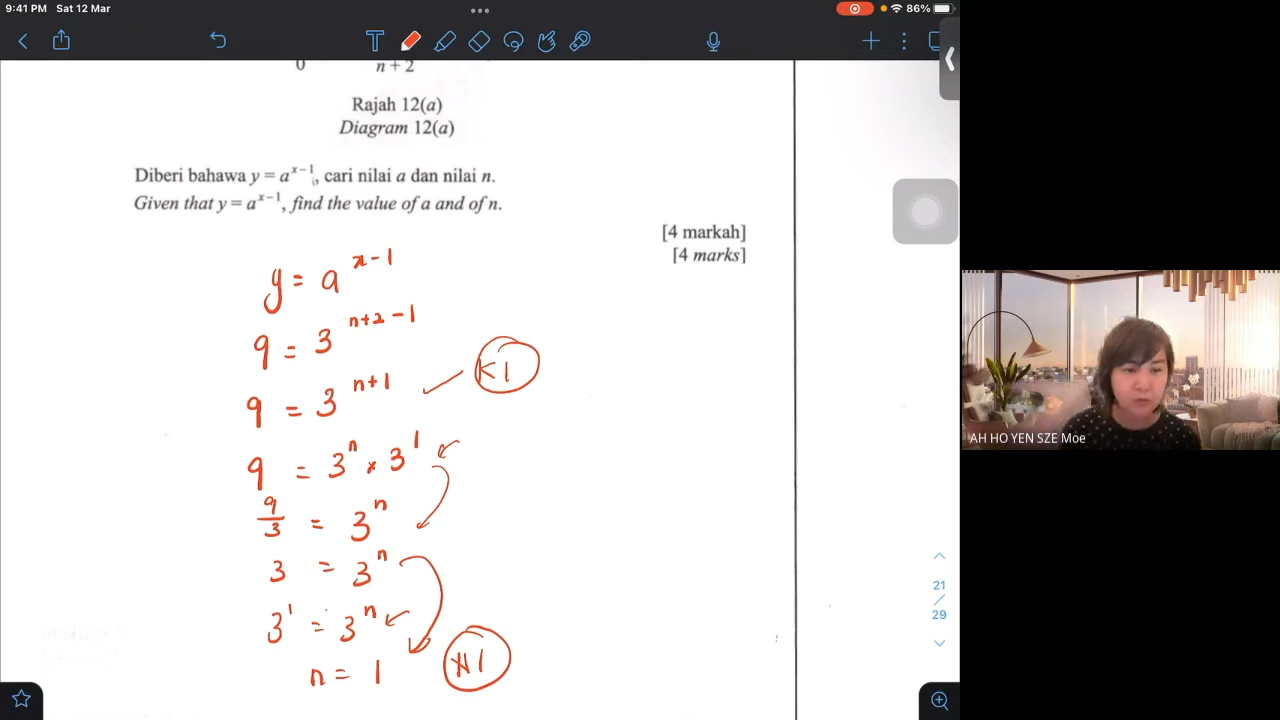 9:41 PM Sat 12 Mar
86%
0 n + 2
Rajah 12(a)
Diagram 12(a)
Diberi bahawa y = a^{x-1}, cari nilai a dan nilai n.
Given that y = a^{x-1}, find the value of a and of n.
[4 markah]
[4 marks]
y = a^{x-1}
9 = 3^{n+2-1}
9 = 3^{n+1} K1
9 = 3^n × 3^1
9/3 = 3^n
3 = 3^n
3^1 = 3^n
n = 1 N1
21
/
29
AH HO YEN SZE Moe